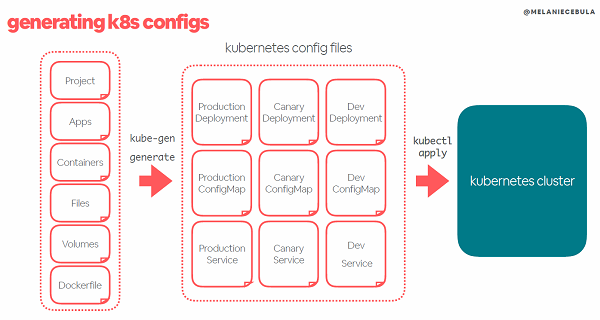 @MELANIECEBULA
generating k8s configs
kubernetes config files
Project
Apps
Containers
Files
Volumes
Dockerfile
kube-gen
generate
Production
Deployment
Canary
Deployment
Dev
Deployment
Production
ConfigMap
Canary
ConfigMap
Dev
ConfigMap
Production
Service
Canary
Service
Dev
Service
kubectl
apply
kubernetes cluster